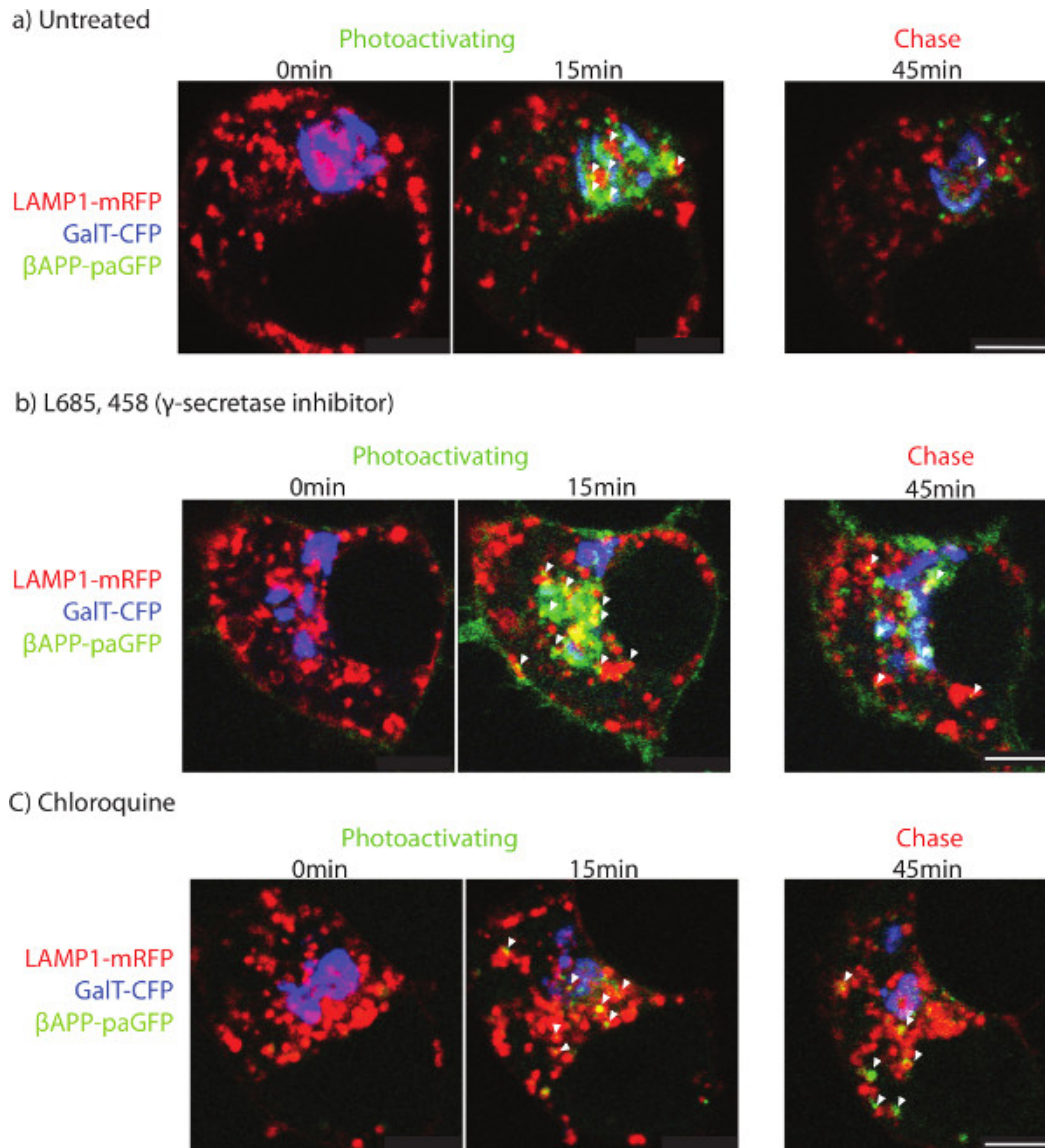 a) Untreated
Photoactivating
Chase
0min
15min
45min
LAMP1-mRFP
GalT-CFP
βAPP-paGFP
b) L685, 458 (γ-secretase inhibitor)
Photoactivating
Chase
0min
15min
45min
LAMP1-mRFP
GalT-CFP
βAPP-paGFP
C) Chloroquine
Photoactivating
Chase
0min
15min
45min
LAMP1-mRFP
GalT-CFP
βAPP-paGFP